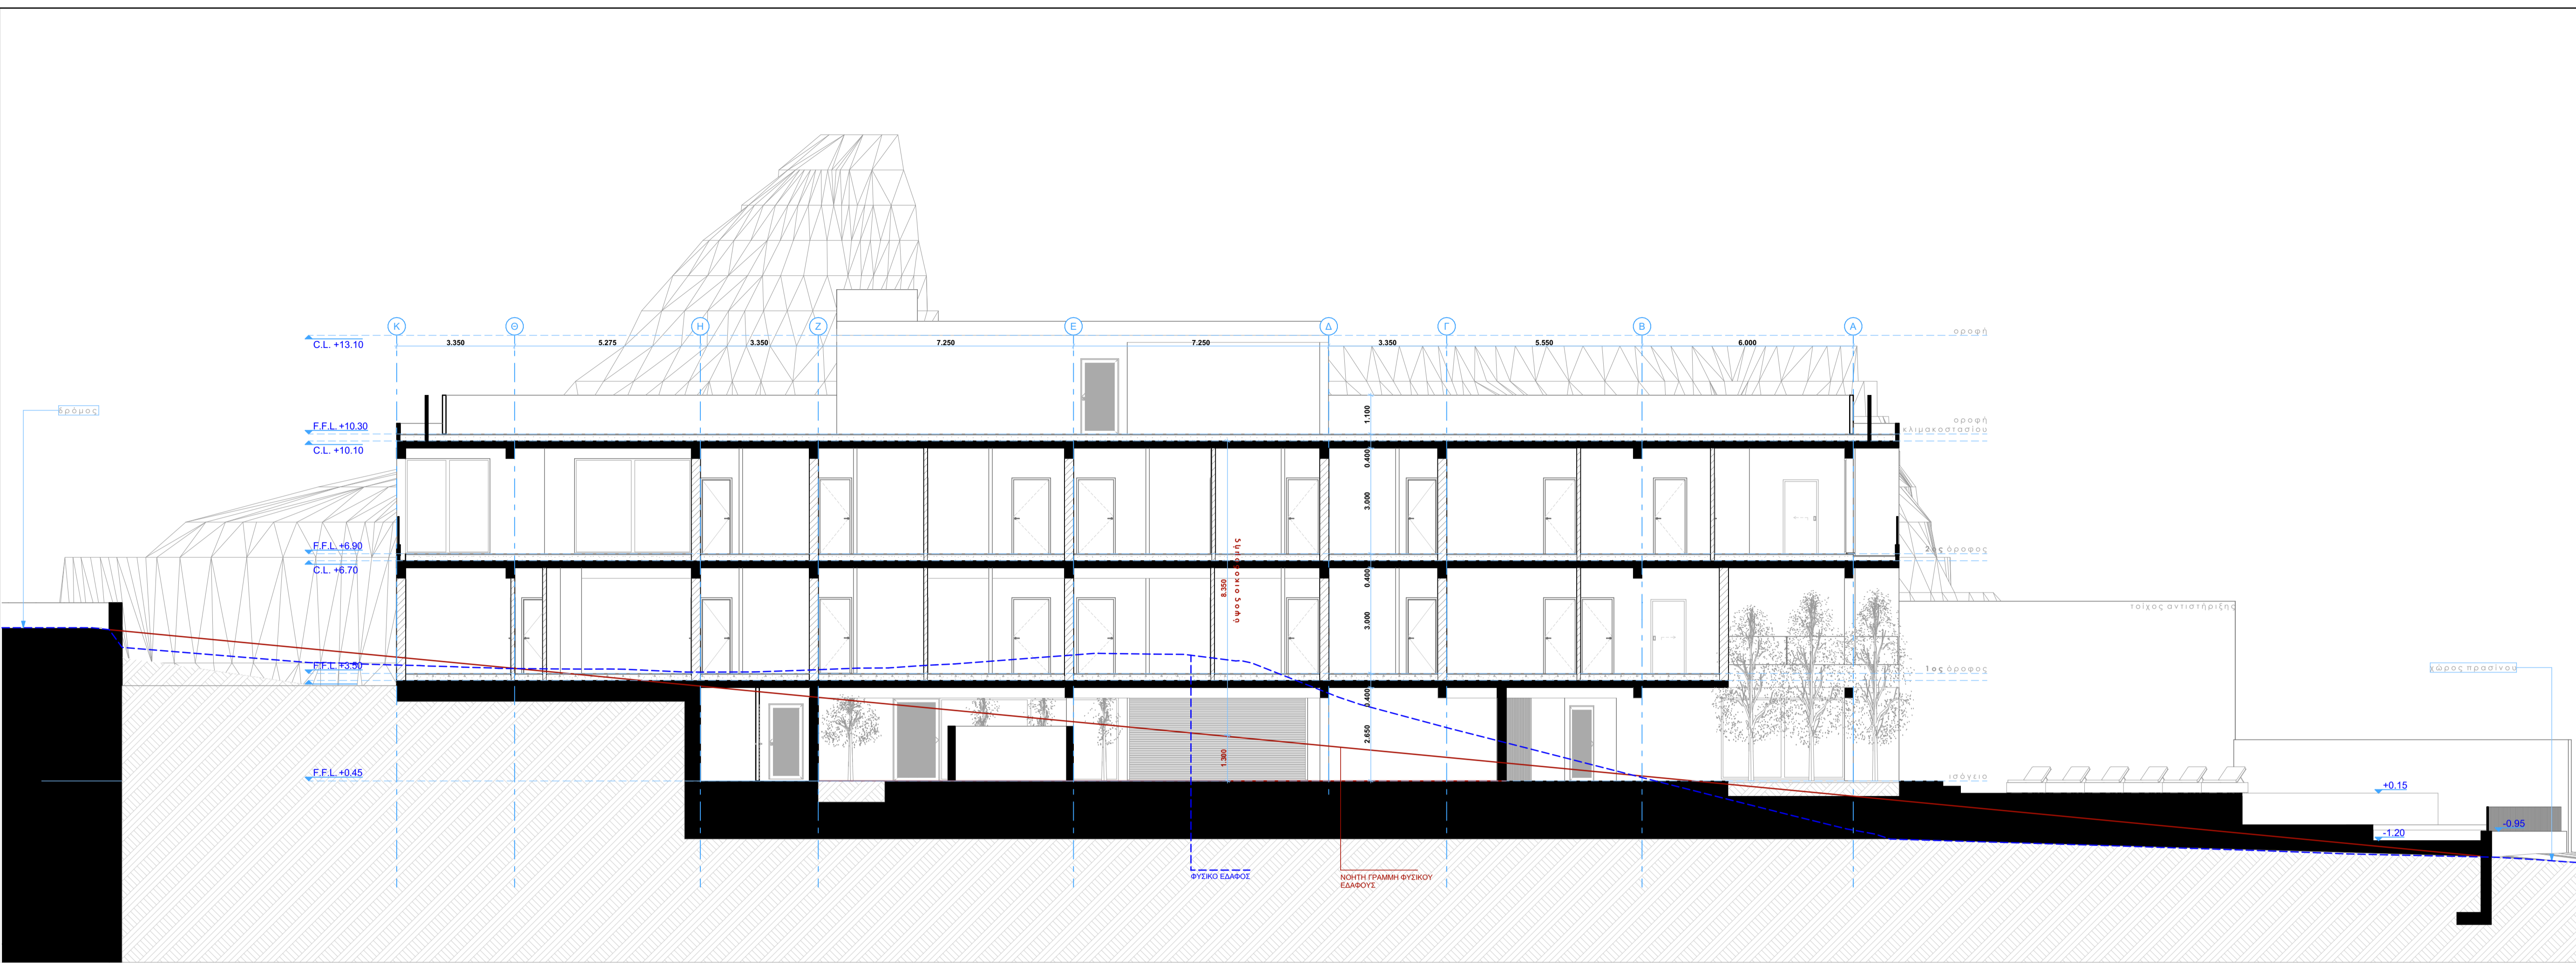 οροφή
Κ Θ Η Ζ Ε Δ Γ Β Α
C.L. +13.10
3.350 5.275 3.350 7.250 7.250 3.350 5.550 6.000
δρόμος
1.100
F.F.L. +10.30
οροφή
κλιμακοστασίου
C.L. +10.10
0.400
3.000
F.F.L. +6.90
2ος όροφος
C.L. +6.70
0.400
8.350
ύψος οικοδομής
3.000
τοίχος αντιστήριξης
F.F.L. +3.50
1ος όροφος
χώρος πρασίνου
0.400
2.650
1.300
F.F.L. +0.45
ισόγειο
+0.15
-0.95
-1.20
ΦΥΣΙΚΟ ΕΔΑΦΟΣ
ΝΟΗΤΗ ΓΡΑΜΜΗ ΦΥΣΙΚΟΥ
ΕΔΑΦΟΥΣ